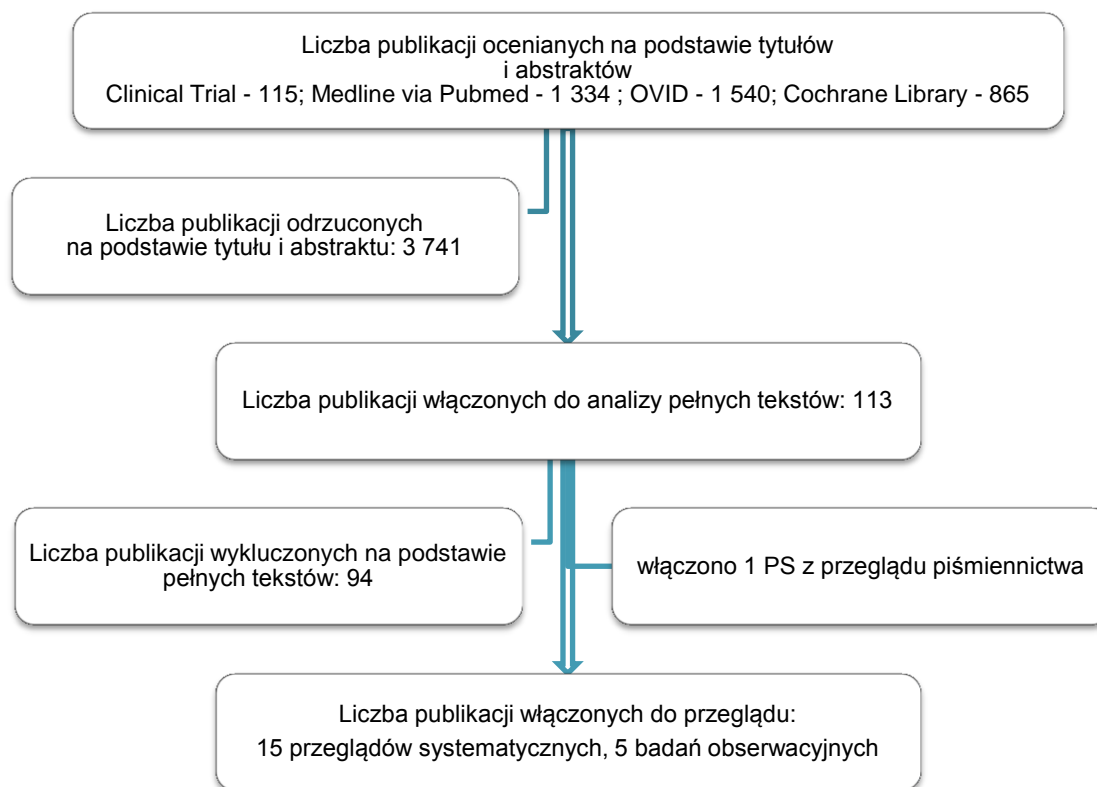 Liczba publikacji ocenianych na podstawie tytułów
i abstraktów
Clinical Trial - 115; Medline via Pubmed - 1 334 ; OVID - 1 540; Cochrane Library - 865
Liczba publikacji odrzuconych
na podstawie tytułu i abstraktu: 3 741
Liczba publikacji włączonych do analizy pełnych tekstów: 113
Liczba publikacji wykluczonych na podstawie
pełnych tekstów: 94
włączono 1 PS z przeglądu piśmiennictwa
Liczba publikacji włączonych do przeglądu:
15 przeglądów systematycznych, 5 badań obserwacyjnych